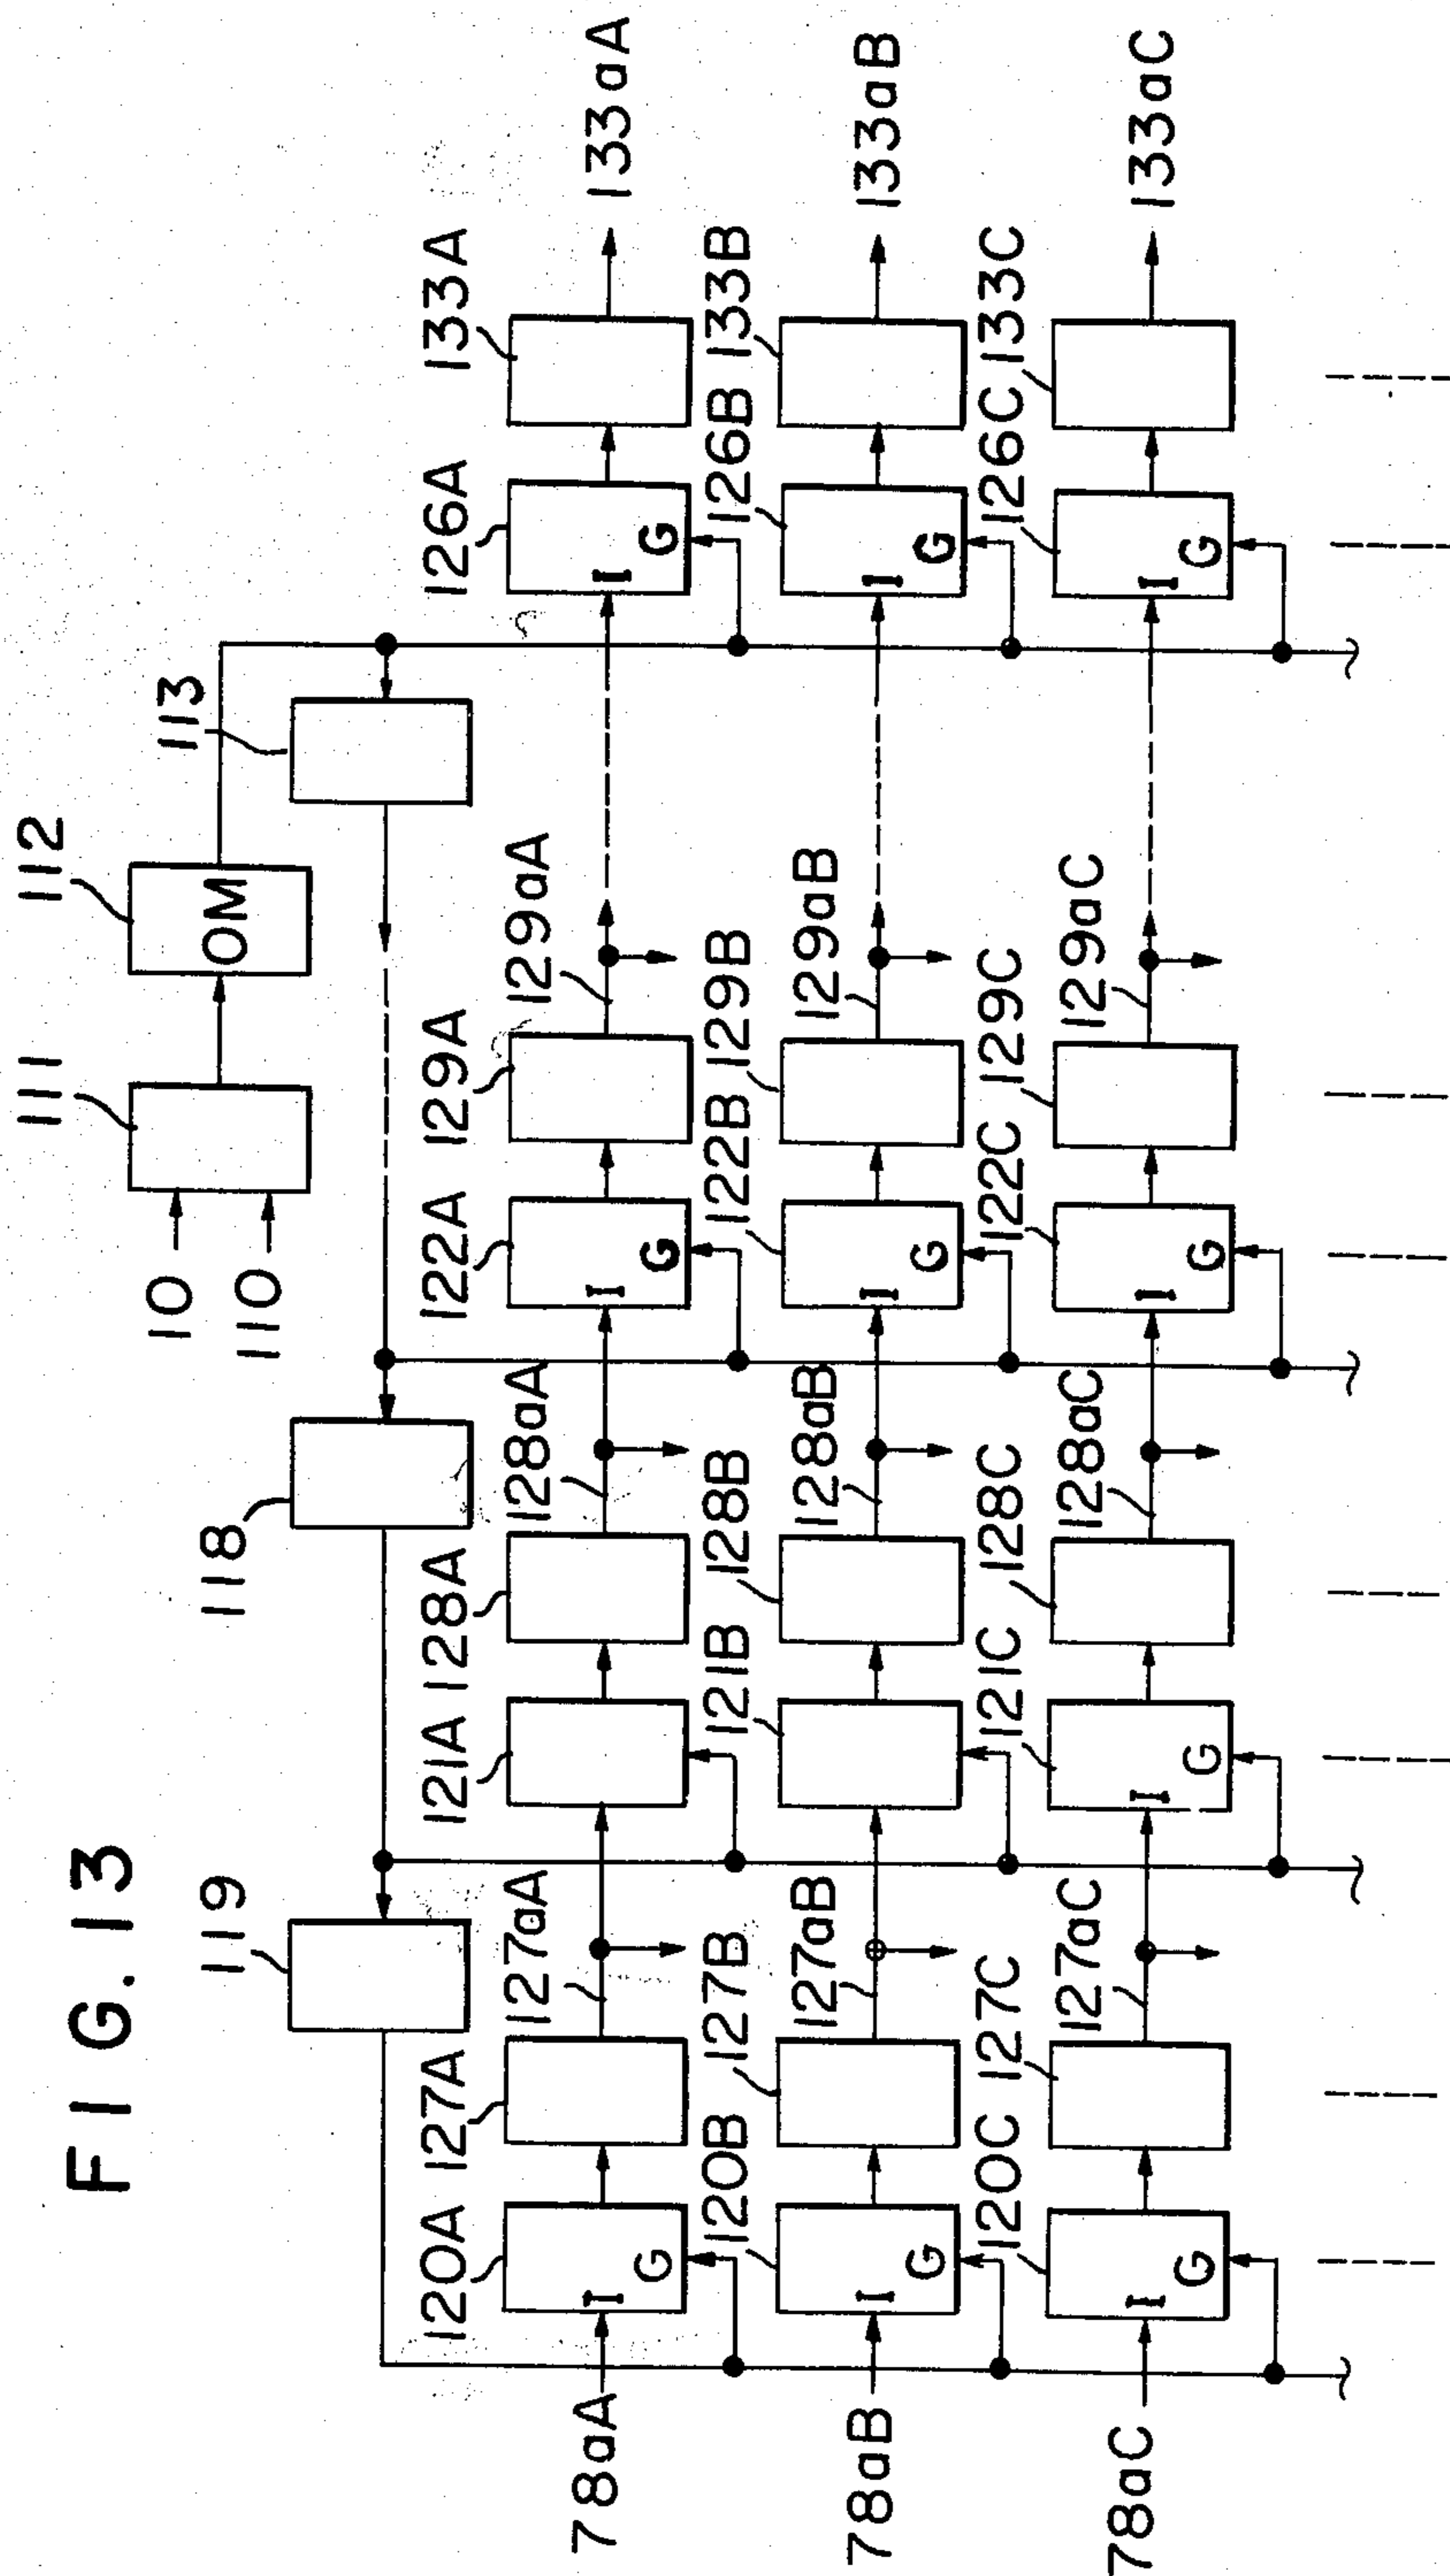 FIG. 13
111
112
10
110
OM
113
118
119
120A
127A
121A
128A
122A
129A
126A
133A
78aA
I
G
127aA
128aA
I
G
129aA
I
G
133aA
120B
127B
121B
128B
122B
129B
126B
133B
78aB
I
G
127aB
128aB
I
G
129aB
I
G
133aB
120C
127C
121C
128C
122C
129C
126C
133C
78aC
I
G
127aC
I
G
128aC
I
G
129aC
I
G
133aC